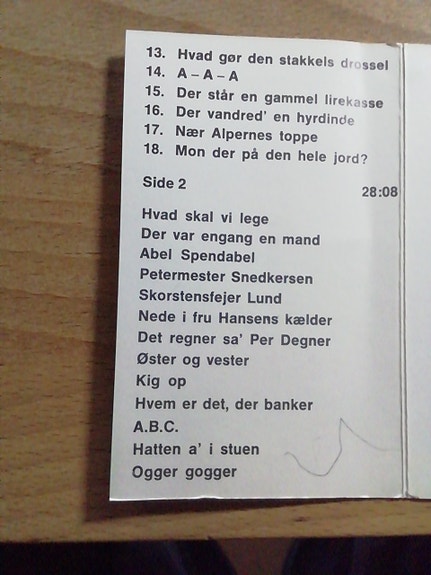 13. Hvad gør den stakkels drossel
14. A – A – A
15. Der står en gammel lirekasse
16. Der vandred' en hyrdinde
17. Nær Alpernes toppe
18. Mon der på den hele jord?
Side 2 28:08
Hvad skal vi lege
Der var engang en mand
Abel Spendabel
Petermester Snedkersen
Skorstensfejer Lund
Nede i fru Hansens kælder
Det regner sa' Per Degner
Øster og vester
Kig op
Hvem er det, der banker
A.B.C.
Hatten a' i stuen
Ogger gogger